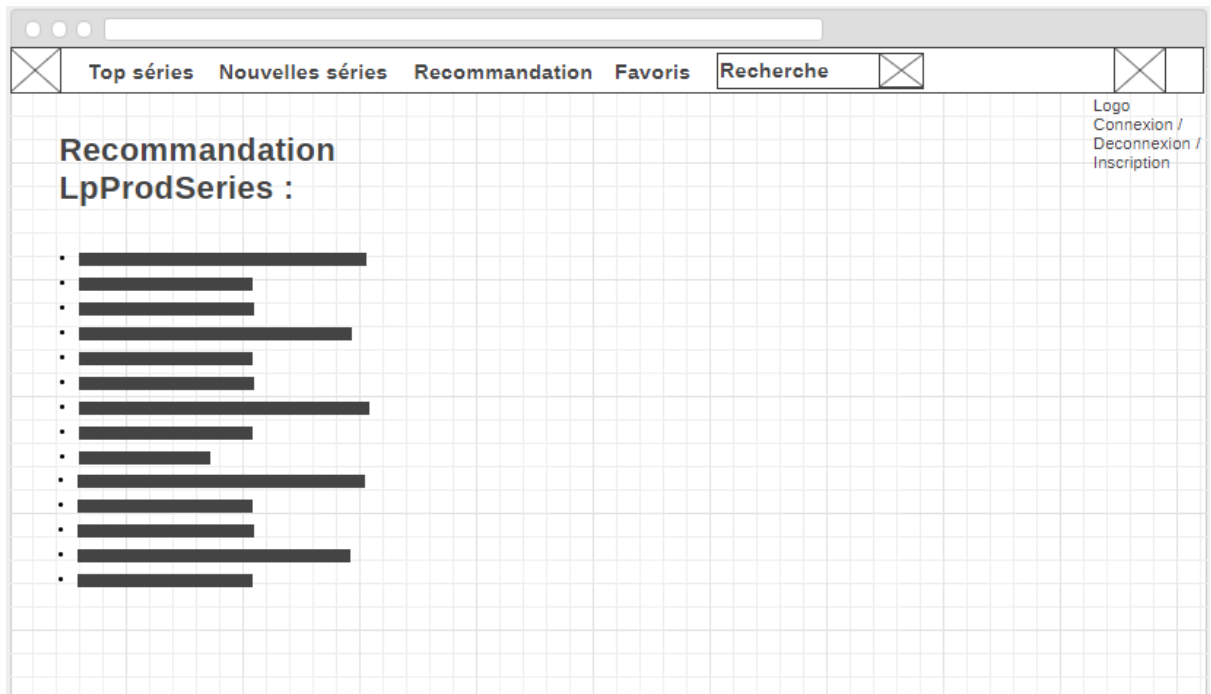 Top séries Nouvelles séries Recommandation Favoris Recherche
Logo
Connexion /
Deconnexion /
Inscription
Recommandation
LpProdSeries :